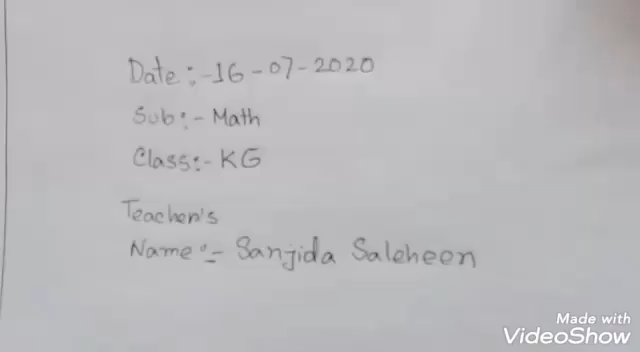 Date:-16-07-2020
Sub:- Math
Class:- KG
Teacher's
Name:- Sanjida Saleheen
Made with
VideoShow